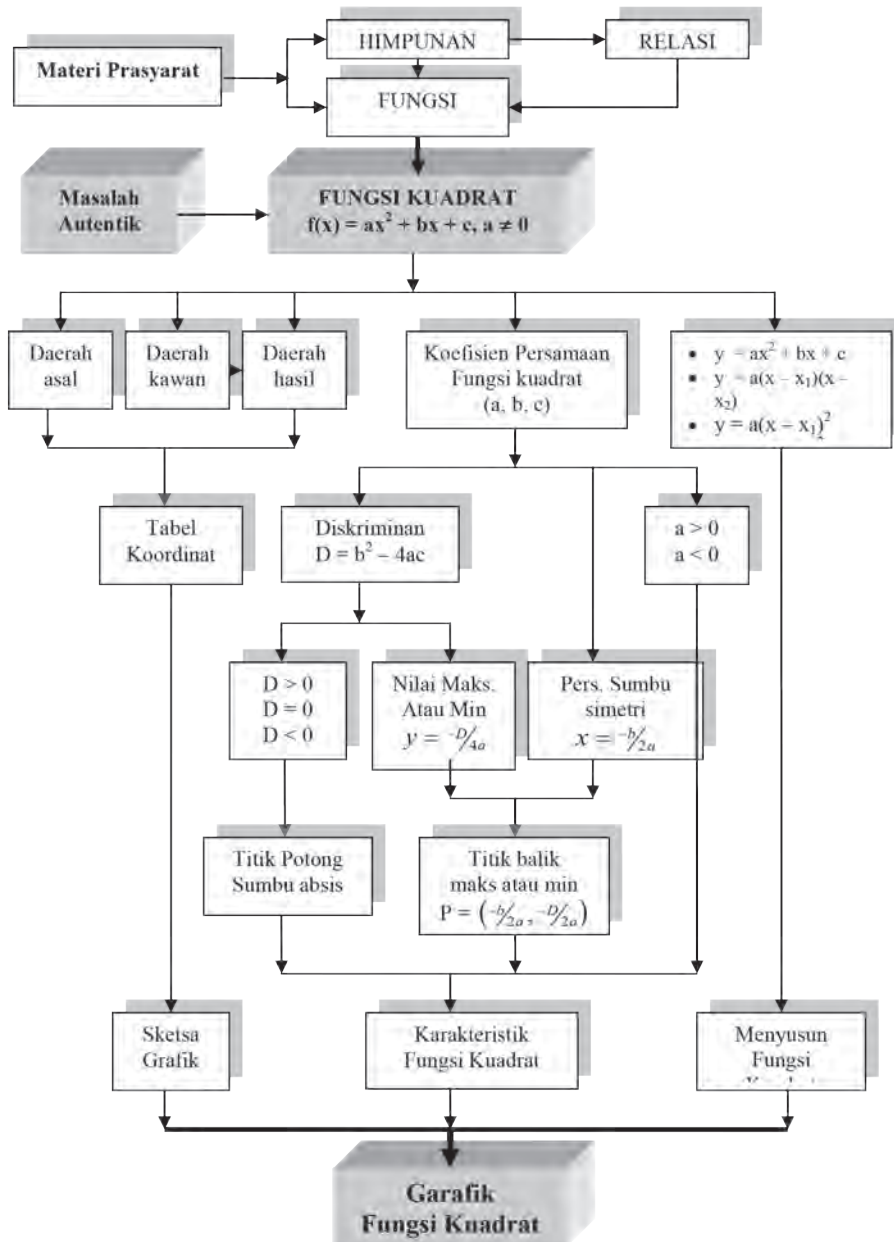 HIMPUNAN
RELASI
Materi Prasyarat
FUNGSI
Masalah
Autentik
FUNGSI KUADRAT
f(x) = ax² + bx + c, a ≠ 0
Daerah
asal
Daerah
kawan
Daerah
hasil
Koefisien Persamaan
Fungsi kuadrat
(a, b, c)
• y = ax² + bx + c
• y = a(x – x₁)(x –
x₂)
• y = a(x – x₁)²
Tabel
Koordinat
Diskriminan
D = b² – 4ac
a > 0
a < 0
D > 0
D = 0
D < 0
Nilai Maks.
Atau Min
y = -D/4a
Pers. Sumbu
simetri
x = -b/2a
Titik Potong
Sumbu absis
Titik balik
maks atau min
P = (-b/2a, -D/2a)
Sketsa
Grafik
Karakteristik
Fungsi Kuadrat
Menyusun
Fungsi
Garafik
Fungsi Kuadrat